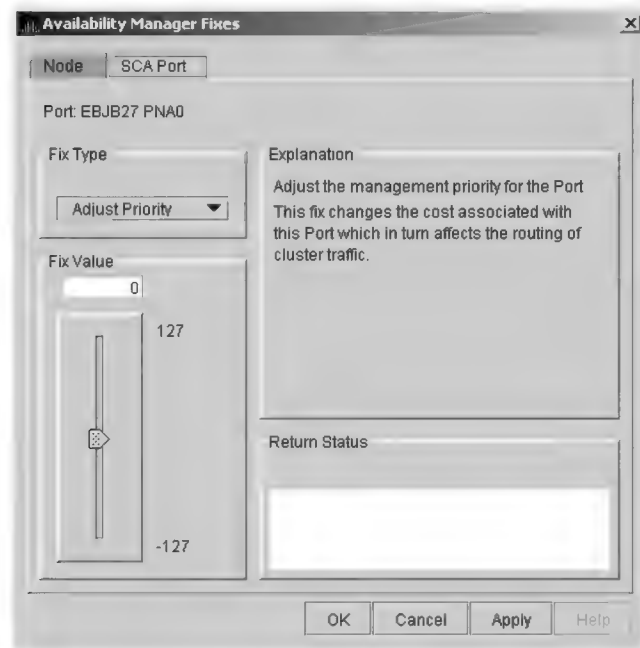 Availability Manager Fixes
Node
SCA Port
Port: EBJB27 PNA0
Fix Type
Adjust Priority
Explanation
Adjust the management priority for the Port
This fix changes the cost associated with
this Port which in turn affects the routing of
cluster traffic.
Fix Value
0
127
-127
Return Status
OK
Cancel
Apply
Help